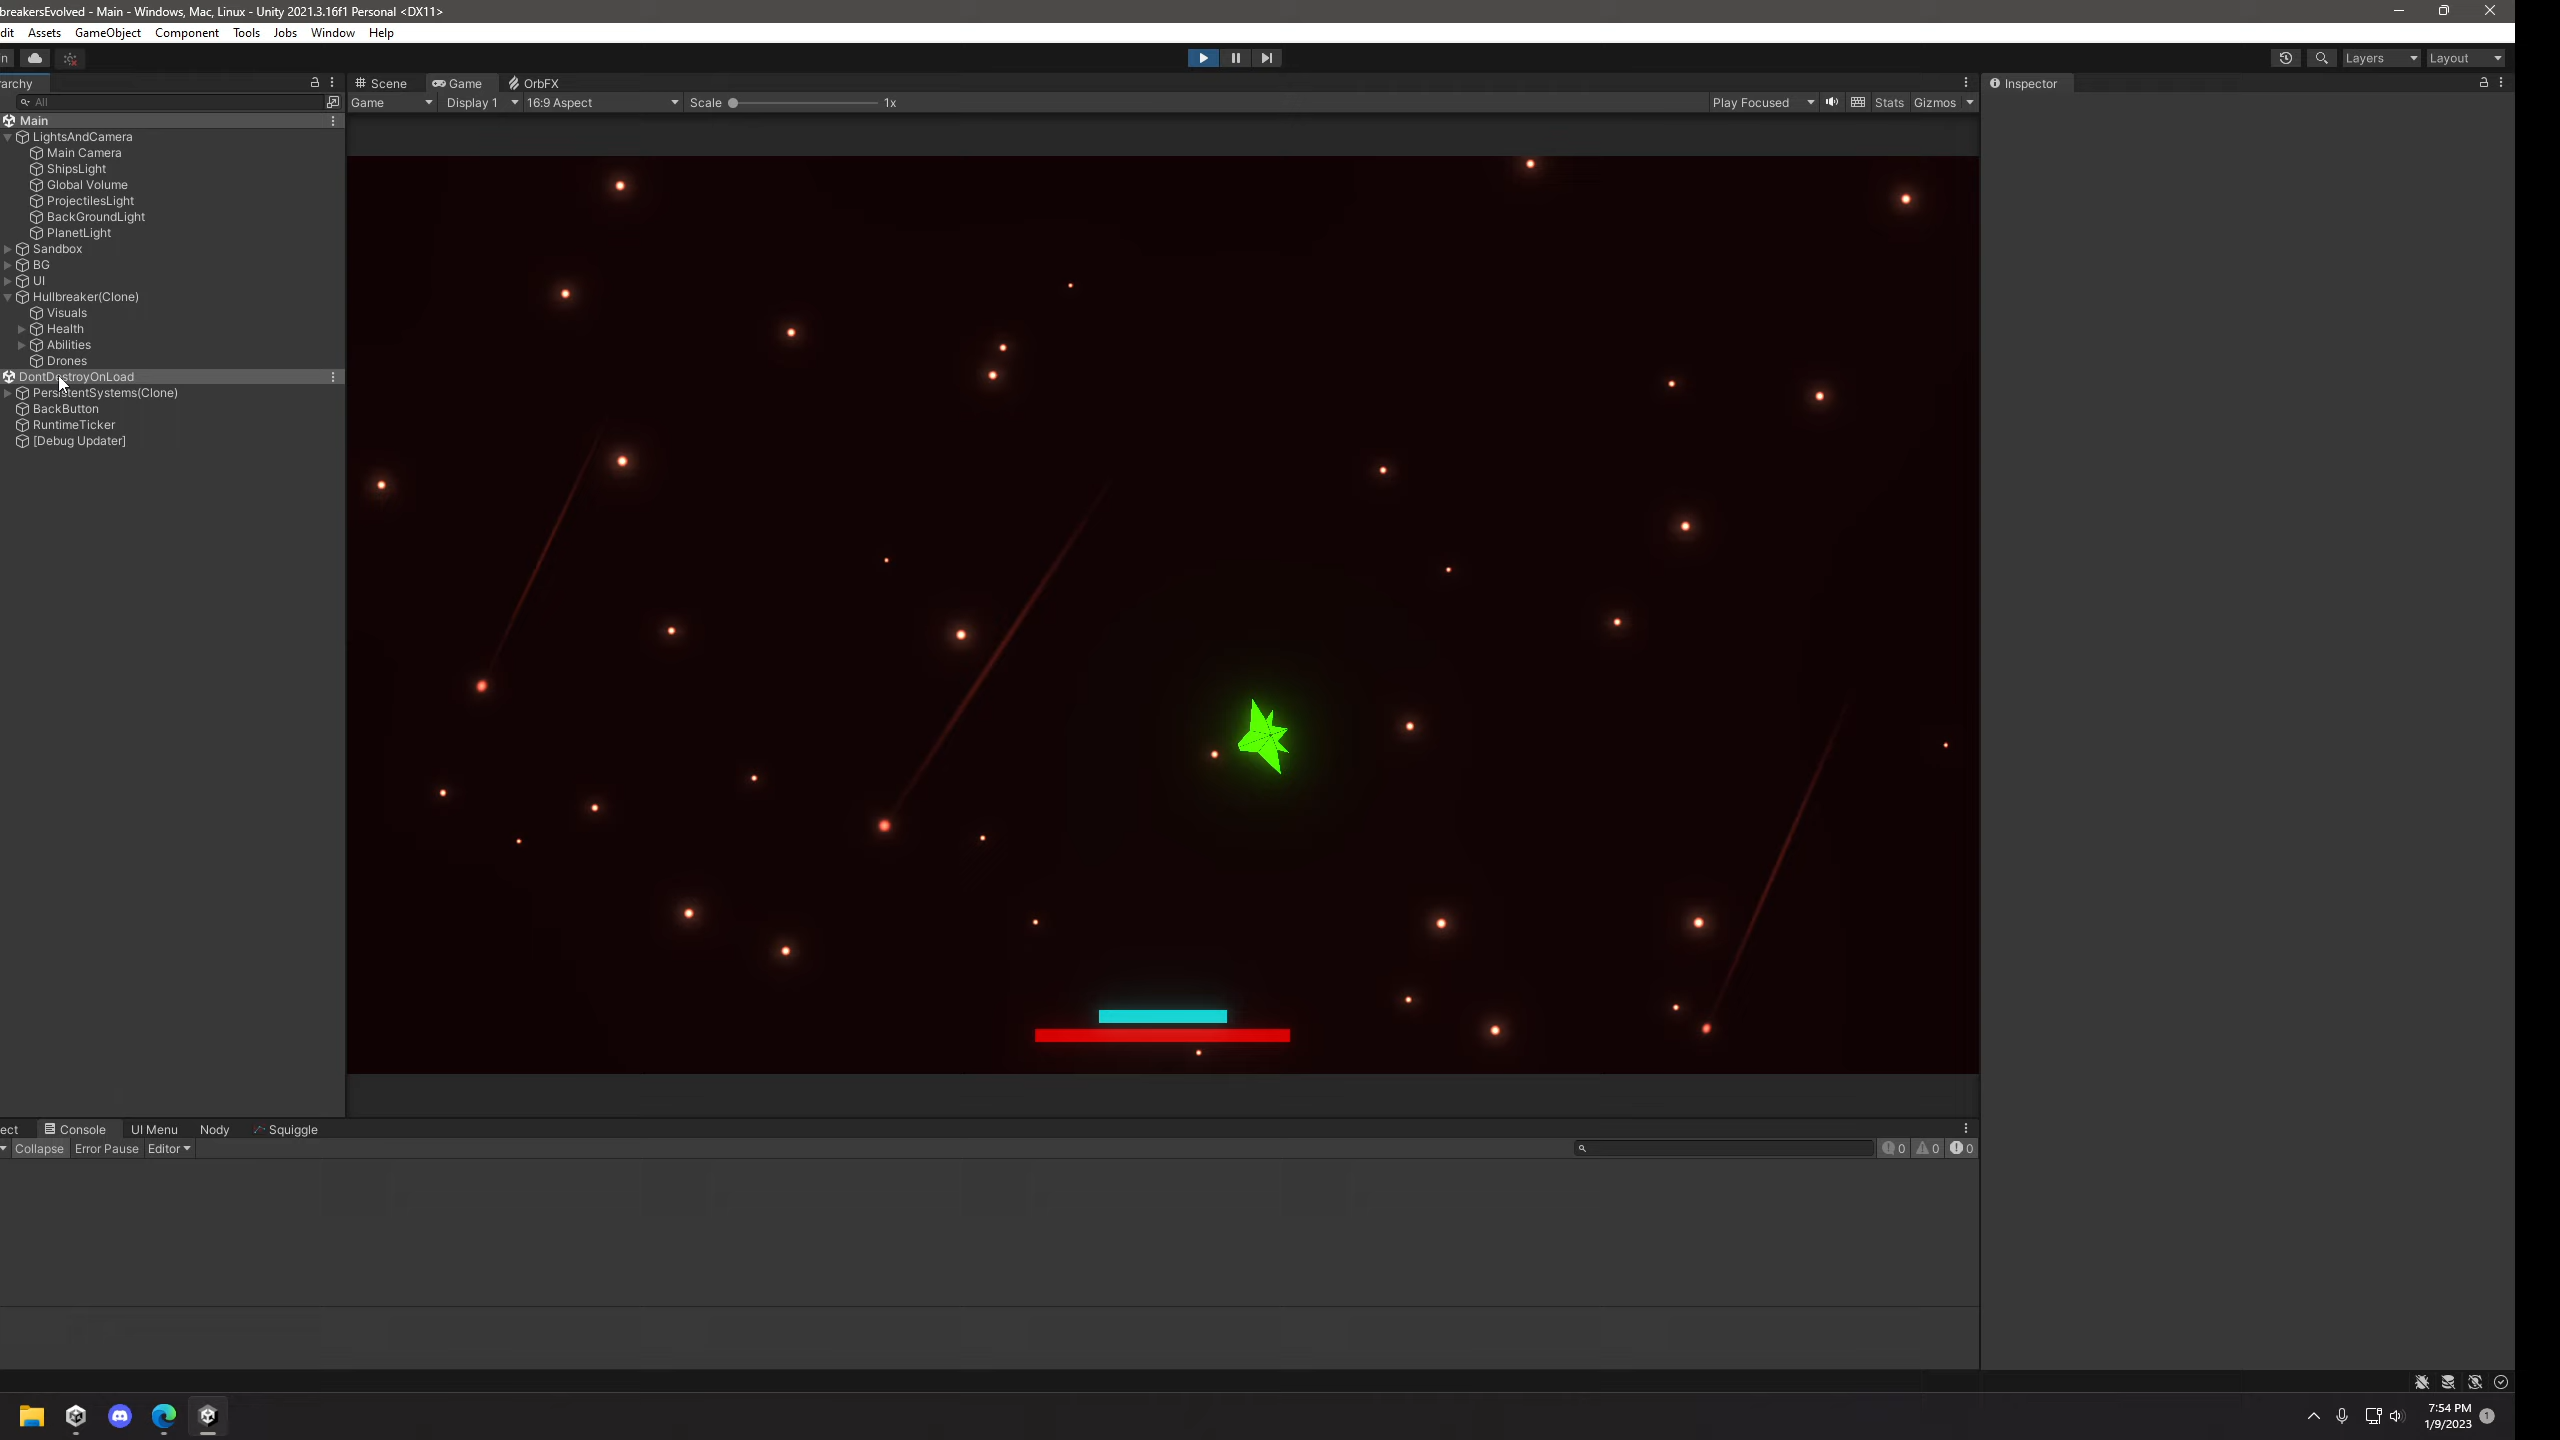 breakersEvolved - Main - Windows, Mac, Linux - Unity 2021.3.16f1 Personal <DX11>
dit Assets GameObject Component Tools Jobs Window Help
n
Layers Layout
rarchy
Scene Game OrbFX
Inspector
All
Game Display 1 16:9 Aspect Scale 1x Play Focused Stats Gizmos
Main
LightsAndCamera
Main Camera
ShipsLight
Global Volume
ProjectilesLight
BackGroundLight
PlanetLight
Sandbox
BG
UI
Hullbreaker(Clone)
Visuals
Health
Abilities
Drones
DontDestroyOnLoad
PersistentSystems(Clone)
BackButton
RuntimeTicker
[Debug Updater]
ect Console UI Menu Nody Squiggle
Collapse Error Pause Editor 0 0 0
7:54 PM
1/9/2023
1